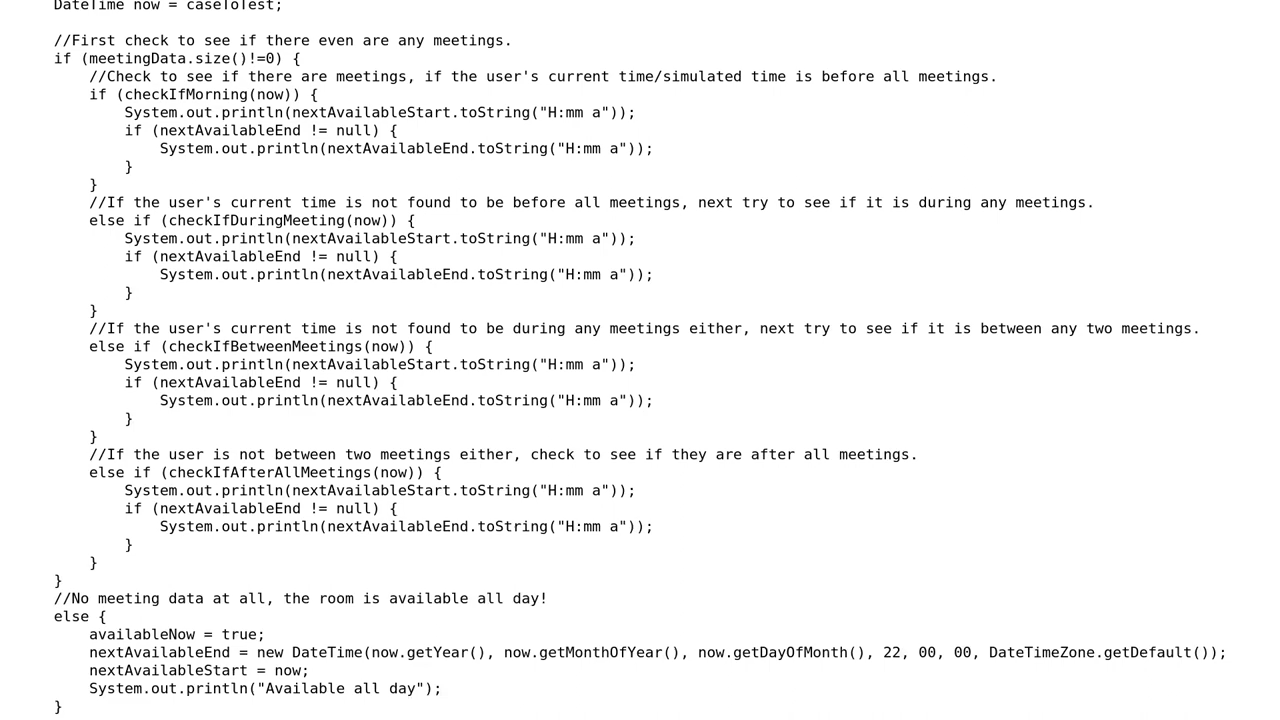 DateTime now = caseToTest;
//First check to see if there even are any meetings.
if (meetingData.size()!=0) {
//Check to see if there are meetings, if the user's current time/simulated time is before all meetings.
if (checkIfMorning(now)) {
System.out.println(nextAvailableStart.toString("H:mm a"));
if (nextAvailableEnd != null) {
System.out.println(nextAvailableEnd.toString("H:mm a"));
}
}
//If the user's current time is not found to be before all meetings, next try to see if it is during any meetings.
else if (checkIfDuringMeeting(now)) {
System.out.println(nextAvailableStart.toString("H:mm a"));
if (nextAvailableEnd != null) {
System.out.println(nextAvailableEnd.toString("H:mm a"));
}
}
//If the user's current time is not found to be during any meetings either, next try to see if it is between any two meetings.
else if (checkIfBetweenMeetings(now)) {
System.out.println(nextAvailableStart.toString("H:mm a"));
if (nextAvailableEnd != null) {
System.out.println(nextAvailableEnd.toString("H:mm a"));
}
}
//If the user is not between two meetings either, check to see if they are after all meetings.
else if (checkIfAfterAllMeetings(now)) {
System.out.println(nextAvailableStart.toString("H:mm a"));
if (nextAvailableEnd != null) {
System.out.println(nextAvailableEnd.toString("H:mm a"));
}
}
}
//No meeting data at all, the room is available all day!
else {
availableNow = true;
nextAvailableEnd = new DateTime(now.getYear(), now.getMonthOfYear(), now.getDayOfMonth(), 22, 00, 00, DateTimeZone.getDefault());
nextAvailableStart = now;
System.out.println("Available all day");
}